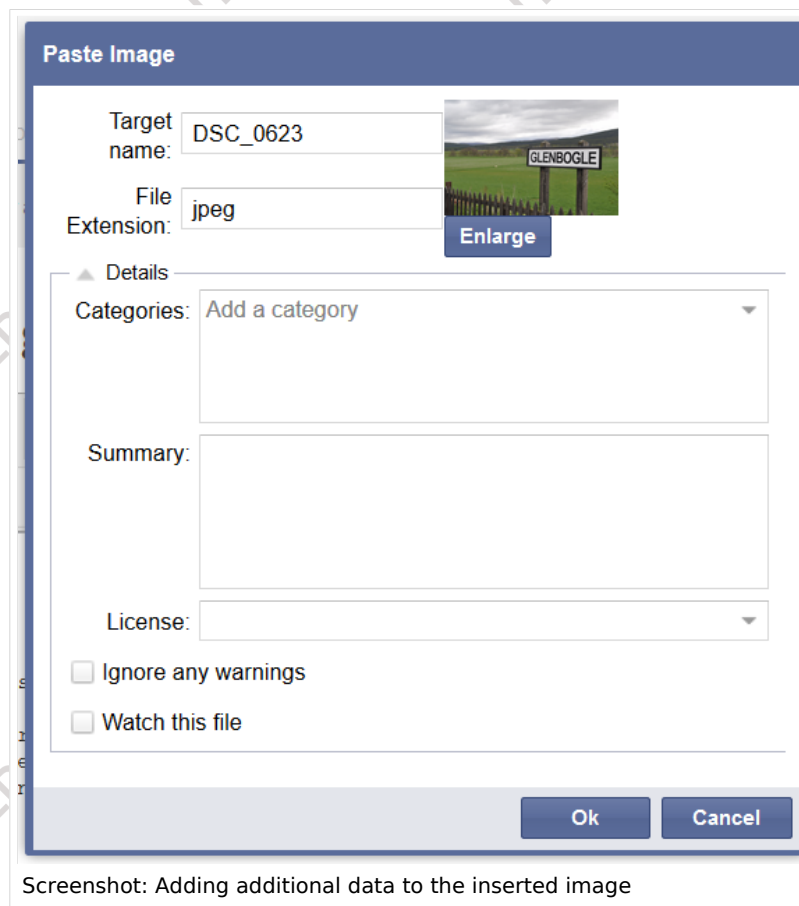 Paste Image
Target name:
DSC_0623
GLENBOGLE
File Extension:
jpeg
Enlarge
Details
Categories:
Add a category
Summary:
License:
Ignore any warnings
Watch this file
Ok
Cancel
Screenshot: Adding additional data to the inserted image